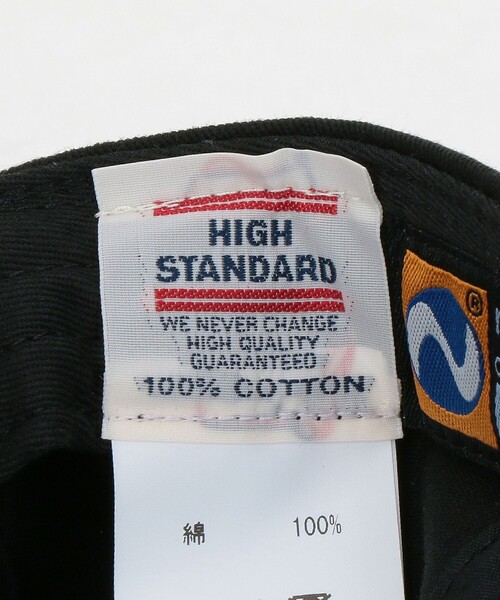 HIGH
STANDARD
WE NEVER CHANGE
HIGH QUALITY
GUARANTEED
100% COTTON
®
綿 100%